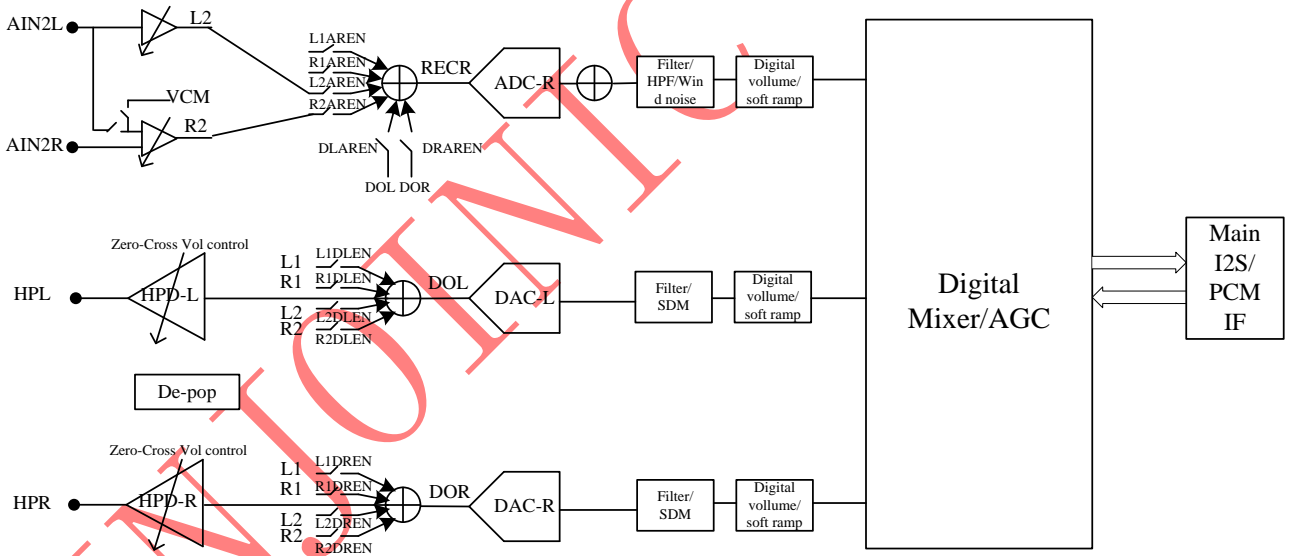 AIN2L
L2
L1AREN
R1AREN
L2AREN
R2AREN
RECR
ADC-R
Filter/
HPF/Win
d noise
Digital
volume/
soft ramp
VCM
R2
AIN2R
DLAREN
DRAREN
DOL DOR
Zero-Cross Vol control
HPL
HPD-L
L1
L1DLEN
R1
R1DLEN
L2
L2DLEN
R2
R2DLEN
DOL
DAC-L
Filter/
SDM
Digital
volume/
soft ramp
Digital
Mixer/AGC
Main
I2S/
PCM
IF
De-pop
Zero-Cross Vol control
HPR
HPD-R
L1
L1DREN
R1
R1DREN
L2
L2DREN
R2
R2DREN
DOR
DAC-R
Filter/
SDM
Digital
volume/
soft ramp